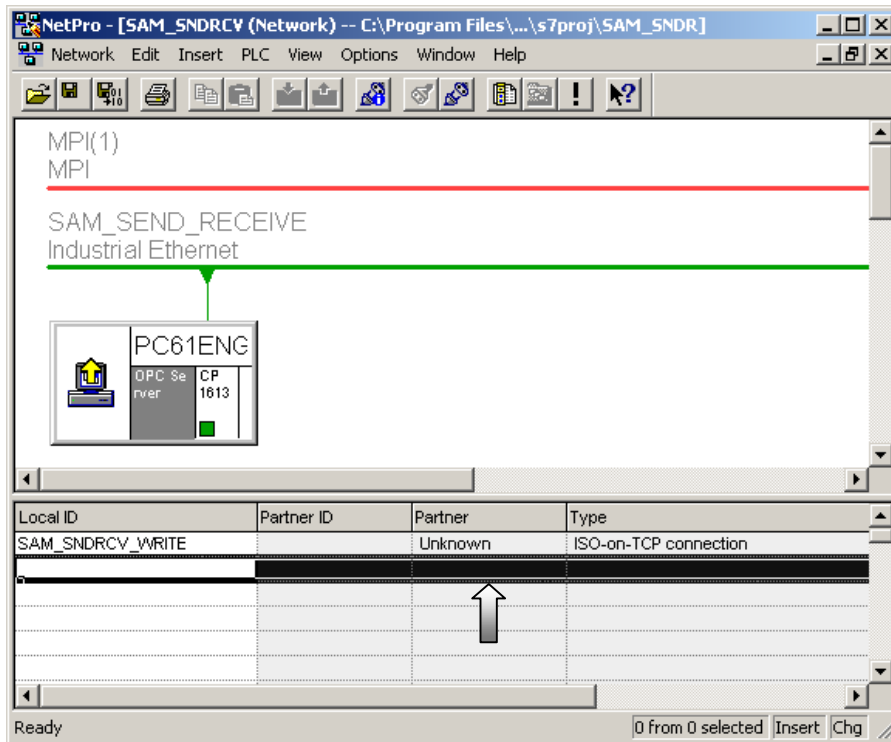 NetPro - [SAM_SNDRCV (Network) -- C:\Program Files\...\s7proj\SAM_SNDR]
Network Edit Insert PLC View Options Window Help
MPI(1)
MPI
SAM_SEND_RECEIVE
Industrial Ethernet
PC61ENG
OPC Se
rver
CP
1613
Local ID Partner ID Partner Type
SAM_SNDRCV_WRITE Unknown ISO-on-TCP connection
Ready 0 from 0 selected Insert Chg